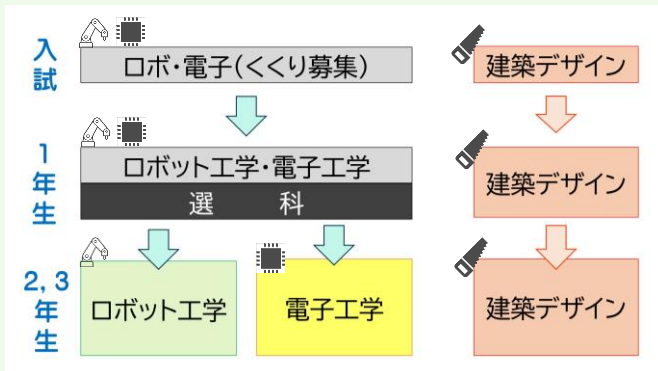 入試
ロボ・電子(くくり募集)
建築デザイン
1年生
ロボット工学・電子工学
選　科
建築デザイン
2,3年生
ロボット工学
電子工学
建築デザイン